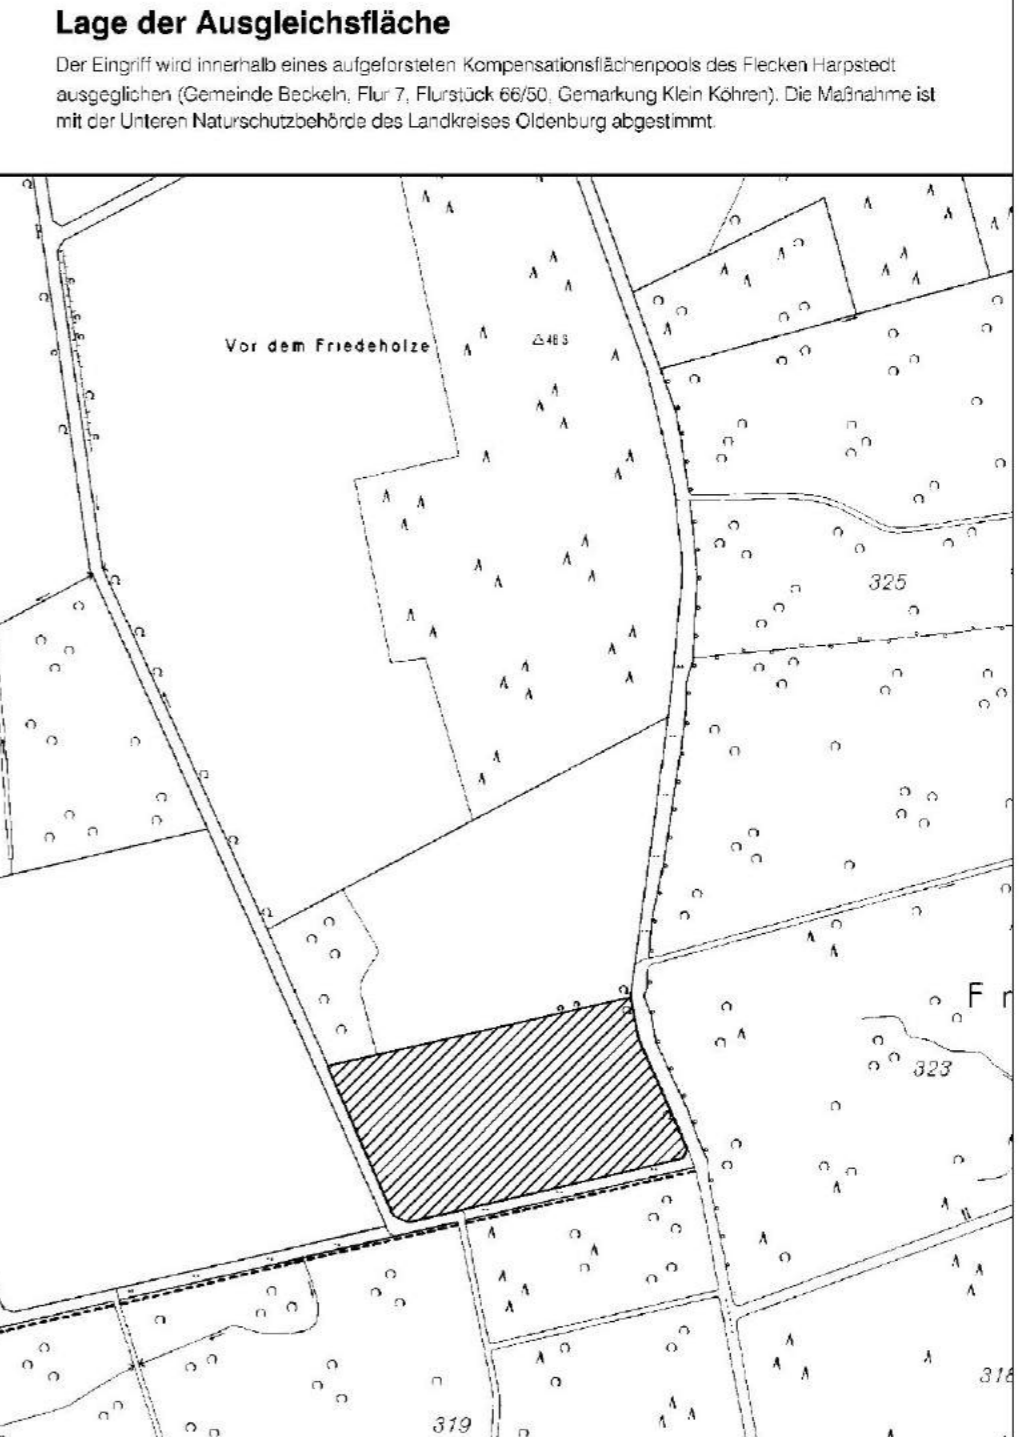 Lage der Ausgleichsfläche
Der Eingriff wird innerhalb eines aufgeforsteten Kompensationsflächenpools des Flecken Harpstedt
ausgeglichen (Gemeinde Beckeln, Flur 7, Flurstück 66/50, Gemarkung Klein Köhren). Die Maßnahme ist
mit der Unteren Naturschutzbehörde des Landkreises Oldenburg abgestimmt.
Vor dem Friedeholze
325
F r
323
318
319